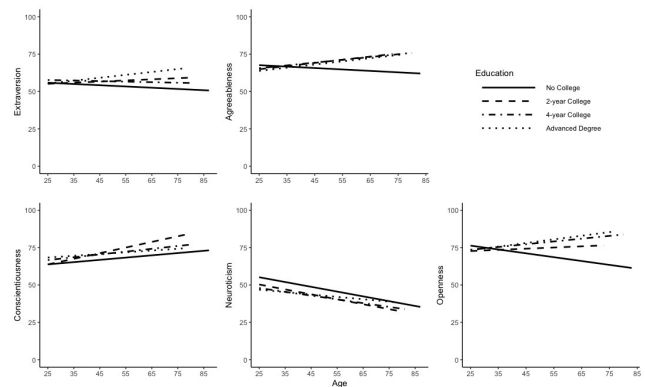 100
75
50
25
0
Extraversion
25 35 45 55 65 75 85
100
75
50
25
0
Agreeableness
25 35 45 55 65 75 85
Education
No College
2-year College
4-year College
Advanced Degree
100
75
50
25
0
Conscientiousness
25 35 45 55 65 75 85
100
75
50
25
0
Neuroticism
25 35 45 55 65 75 85
Age
100
75
50
25
0
Openness
25 35 45 55 65 75 85